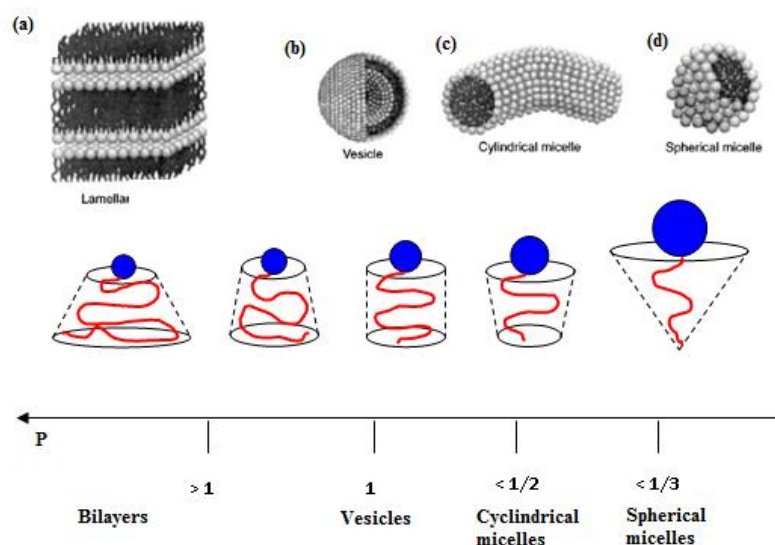 (a)
(b)
(c)
(d)
Lamellar
Vesicle
Cylindrical micelle
Spherical micelle
P
> 1
1
< 1/2
< 1/3
Bilayers
Vesicles
Cyclindrical
micelles
Spherical
micelles